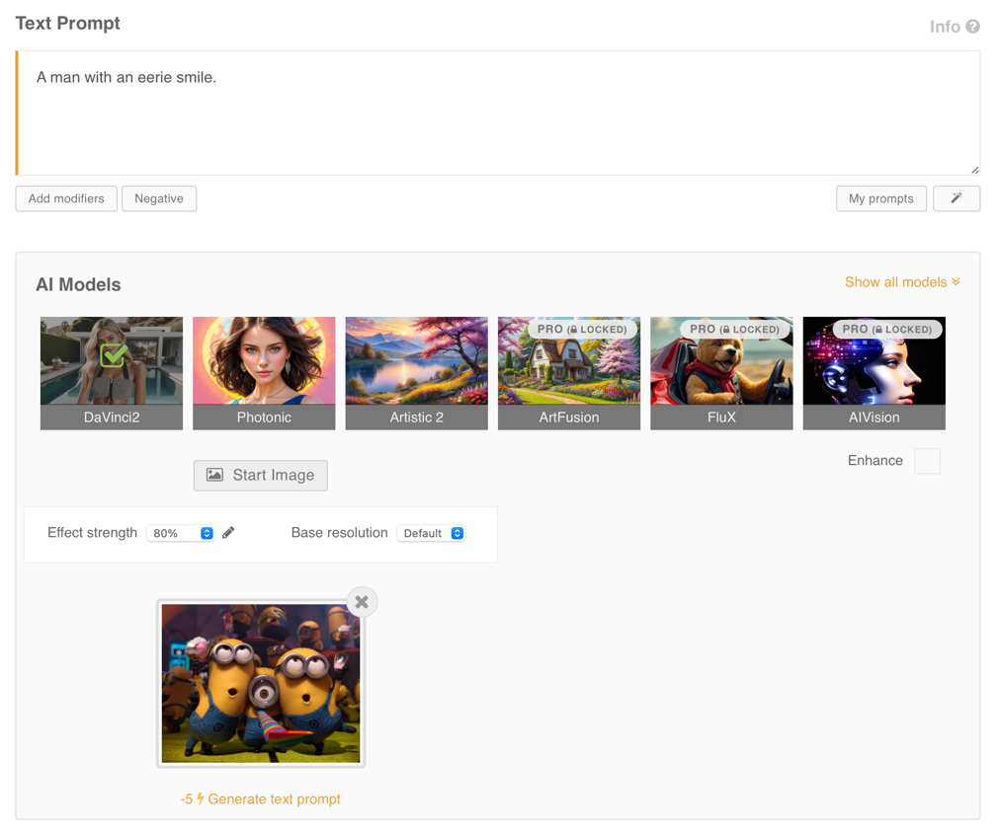 Text Prompt
Info ?
A man with an eerie smile.
Add modifiers
Negative
My prompts
AI Models
Show all models
PRO (LOCKED)
PRO (LOCKED)
PRO (LOCKED)
DaVinci2
Photonic
Artistic 2
ArtFusion
FluX
AIVision
Start Image
Enhance
Effect strength 80%
Base resolution Default
-5 Generate text prompt